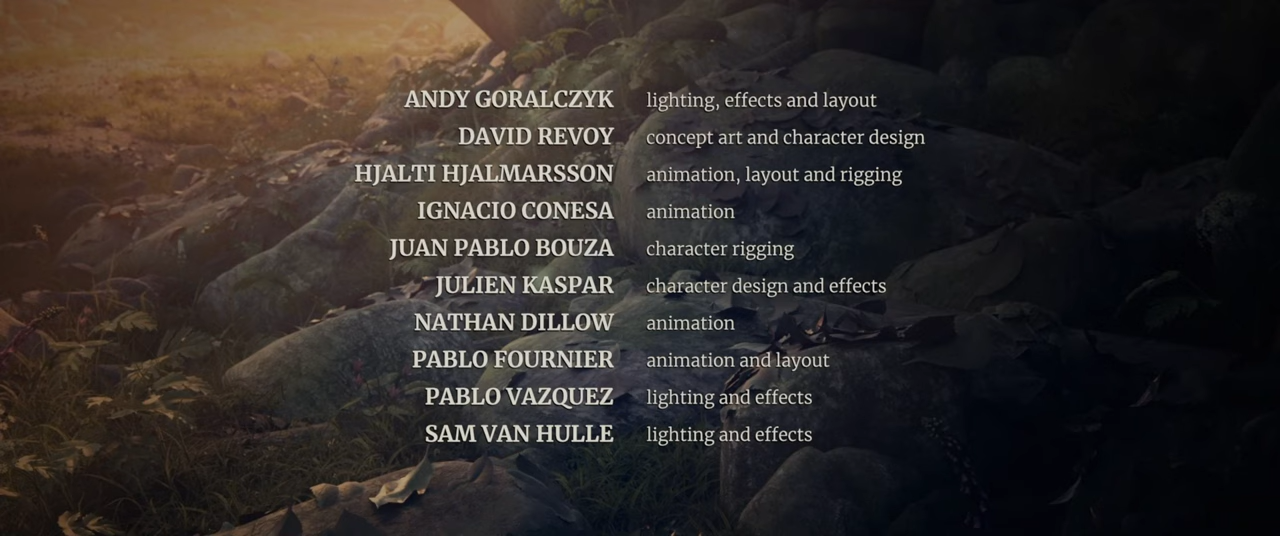 ANDY GORALCZYK lighting, effects and layout
DAVID REVOY concept art and character design
HJALTI HJALMARSSON animation, layout and rigging
IGNACIO CONESA animation
JUAN PABLO BOUZA character rigging
JULIEN KASPAR character design and effects
NATHAN DILLOW animation
PABLO FOURNIER animation and layout
PABLO VAZQUEZ lighting and effects
SAM VAN HULLE lighting and effects